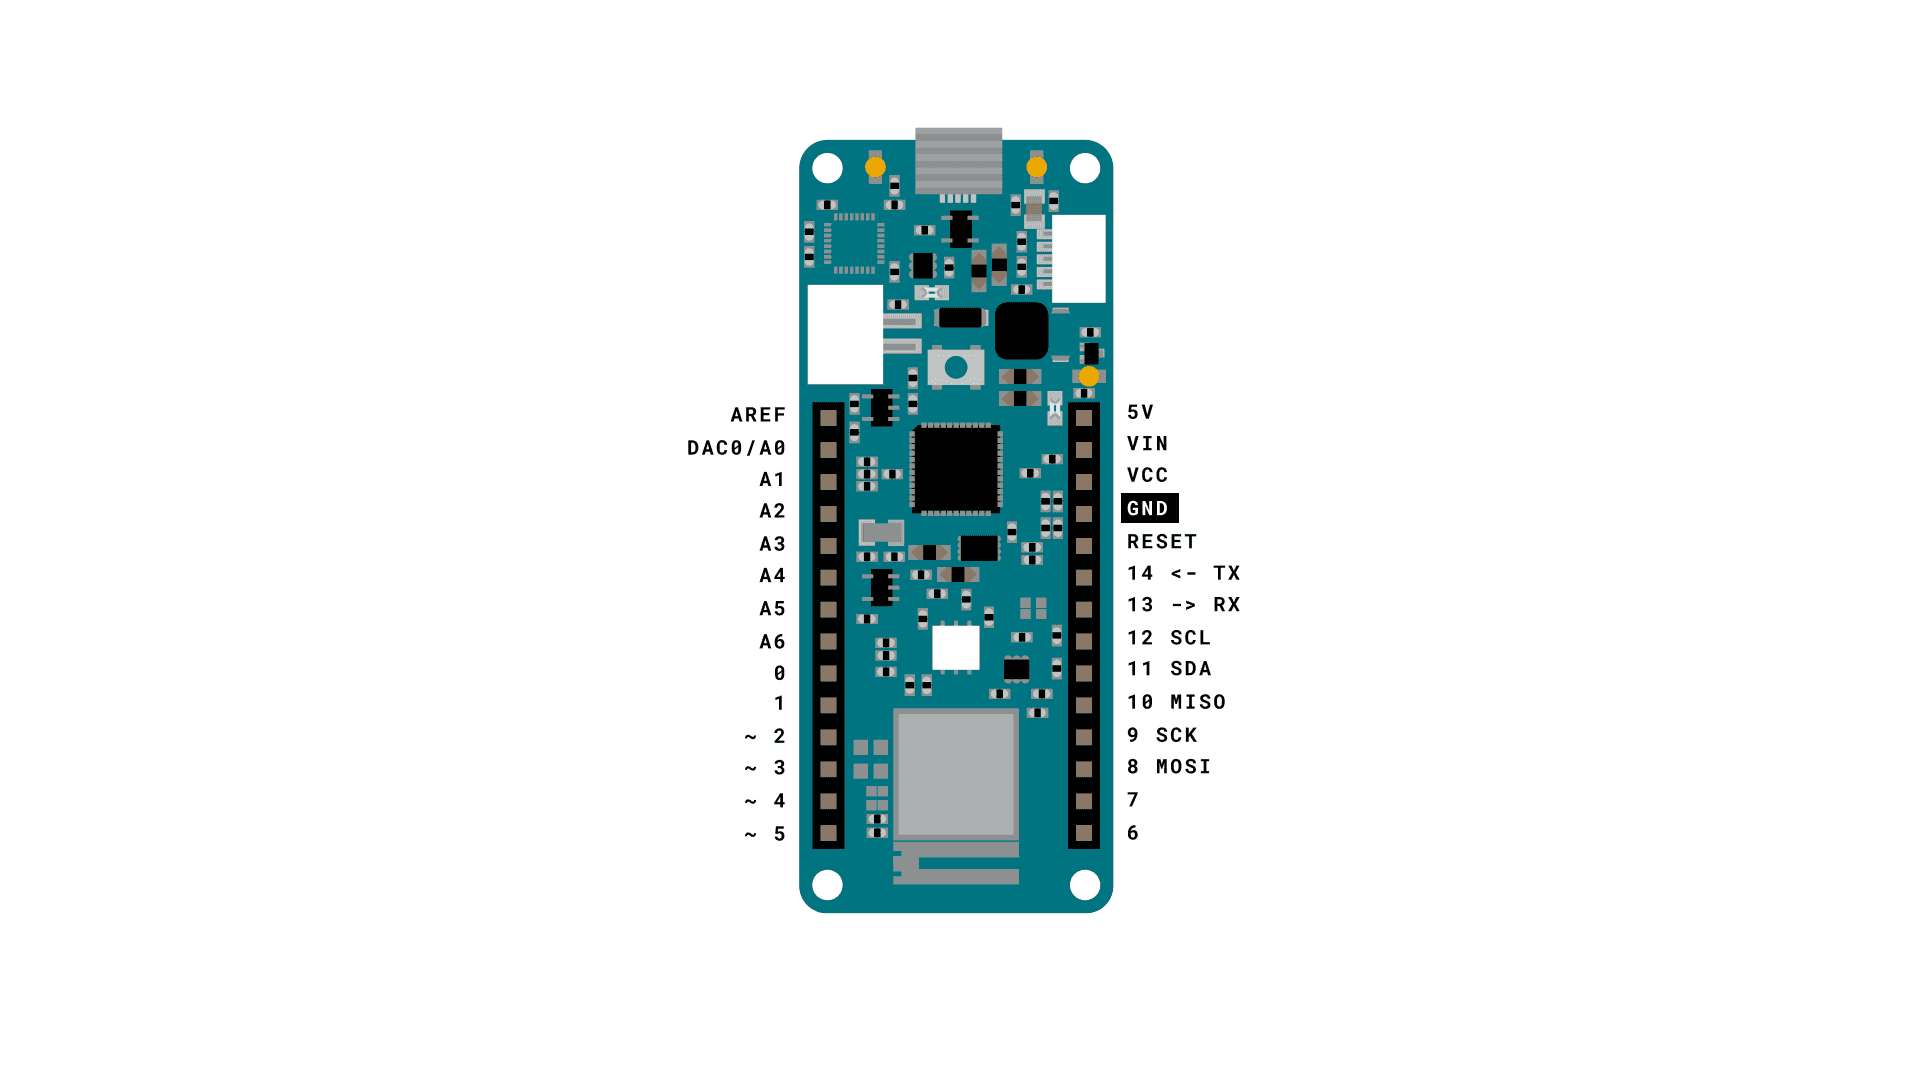 AREF
DAC0/A0
A1
A2
A3
A4
A5
A6
0
1
~ 2
~ 3
~ 4
~ 5
5V
VIN
VCC
GND
RESET
14 <- TX
13 -> RX
12 SCL
11 SDA
10 MISO
9 SCK
8 MOSI
7
6